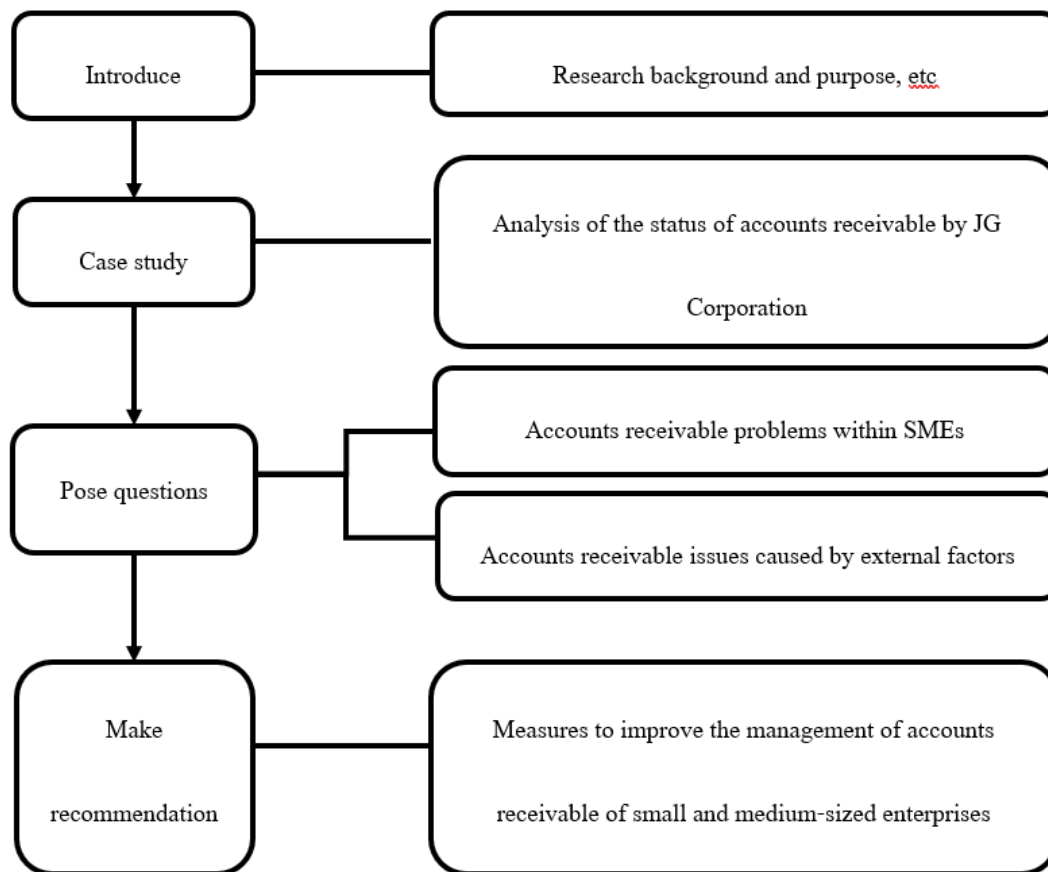 Introduce
Research background and purpose, etc
Case study
Analysis of the status of accounts receivable by JG
Corporation
Pose questions
Accounts receivable problems within SMEs
Accounts receivable issues caused by external factors
Make
recommendation
Measures to improve the management of accounts
receivable of small and medium-sized enterprises